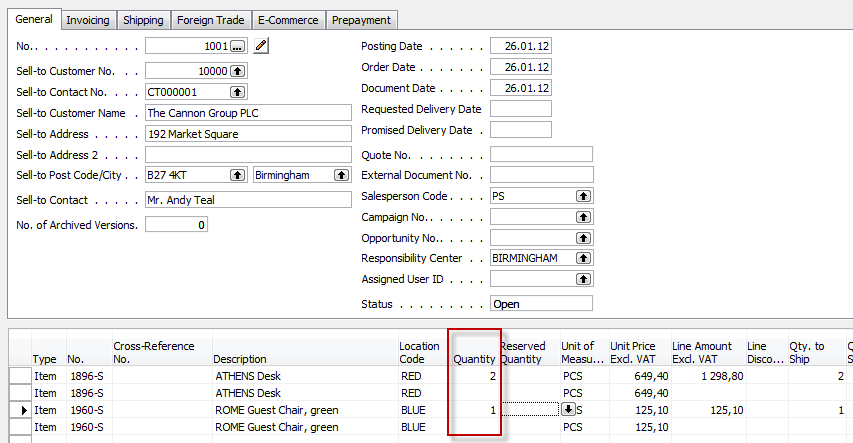 General Invoicing Shipping Foreign Trade E-Commerce Prepayment
No. . . . . . . . . . . . 1001 ...
Sell-to Customer No. . . . 10000
Sell-to Contact No. . . . CT000001
Sell-to Customer Name . The Cannon Group PLC
Sell-to Address . . . . . 192 Market Square
Sell-to Address 2 . . . .
Sell-to Post Code/City . . B27 4KT Birmingham
Sell-to Contact . . . . . Mr. Andy Teal
No. of Archived Versions. 0
Posting Date . . . . . . 26.01.12
Order Date . . . . . . . 26.01.12
Document Date . . . . . 26.01.12
Requested Delivery Date
Promised Delivery Date .
Quote No. . . . . . . .
External Document No. . .
Salesperson Code . . . . PS
Campaign No. . . . . . .
Opportunity No. . . . . .
Responsibility Center . . BIRMINGHAM
Assigned User ID . . . .
Status . . . . . . . . . Open
Type No. Cross-Reference No. Description Location Code Quantity Reserved Quantity Unit of Measu... Unit Price Excl. VAT Line Amount Excl. VAT Line Disco... Qty. to Ship
Item 1896-S ATHENS Desk RED 2 PCS 649,40 1 298,80 2
Item 1896-S ATHENS Desk RED PCS 649,40
Item 1960-S ROME Guest Chair, green BLUE 1 S 125,10 125,10 1
Item 1960-S ROME Guest Chair, green BLUE PCS 125,10